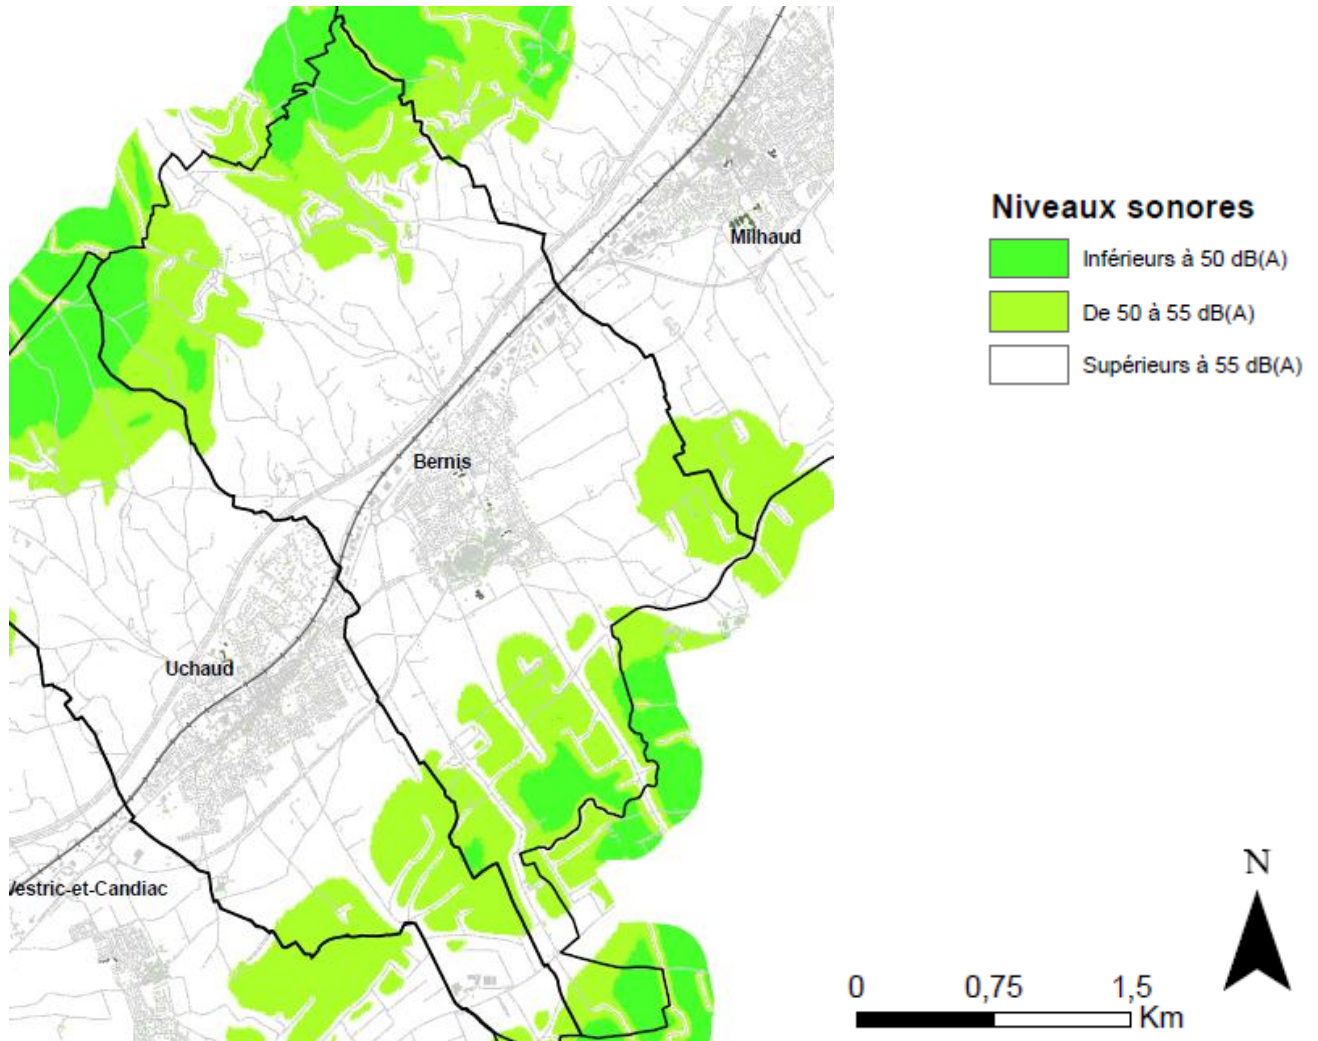 Niveaux sonores
Inférieurs à 50 dB(A)
De 50 à 55 dB(A)
Supérieurs à 55 dB(A)
Milhaud
Bernis
Uchaud
Vestric-et-Candiac
N
0 0,75 1,5
Km